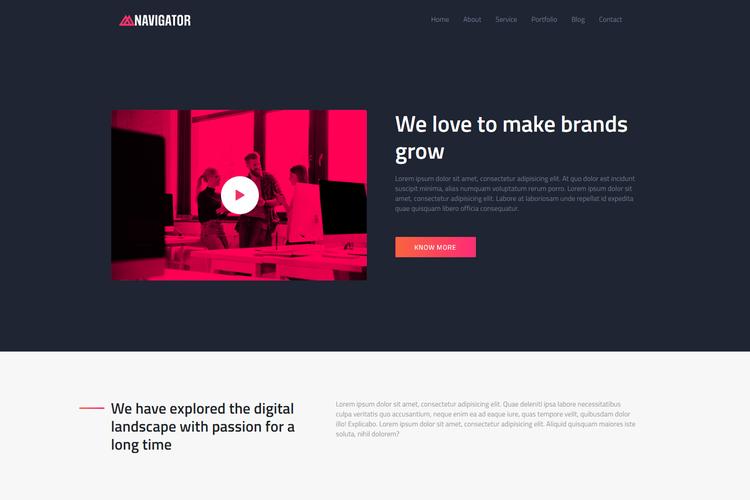 NAVIGATOR
Home About Service Portfolio Blog Contact
We love to make brands
grow
Lorem ipsum dolor sit amet, consectetur adipisicing elit. At quo dolor est incidunt
suscipit minima, alias numquam voluptatum rerum porro. Lorem ipsum dolor sit
amet, consectetur adipisicing elit. Labore at laboriosam unde repellat id expedita
quae quisquam libero officia consequatur.
KNOW MORE
We have explored the digital
landscape with passion for a
long time
Lorem ipsum dolor sit amet, consectetur adipisicing elit. Quae deleniti ipsa labore necessitatibus
culpa veritatis quo accusantium, neque enim ea ad eaque iure, quas tempore velit, quibusdam dolor
illo! Explicabo. Lorem ipsum dolor sit amet, consectetur adipisicing elit. Aliquid quisquam maiores iste
soluta, nihil dolorem?